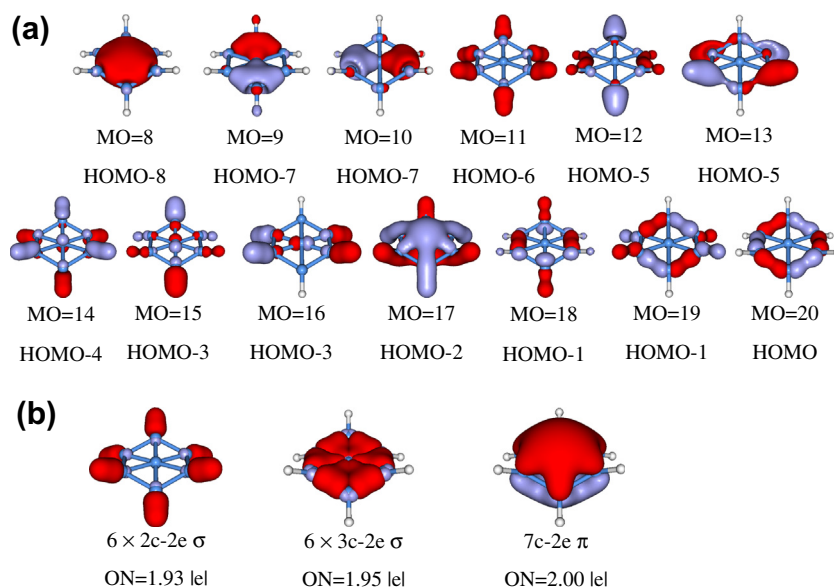 (a)
MO=8 MO=9 MO=10 MO=11 MO=12 MO=13
HOMO-8 HOMO-7 HOMO-7 HOMO-6 HOMO-5 HOMO-5
MO=14 MO=15 MO=16 MO=17 MO=18 MO=19 MO=20
HOMO-4 HOMO-3 HOMO-3 HOMO-2 HOMO-1 HOMO-1 HOMO
(b)
6 × 2c-2e σ 6 × 3c-2e σ 7c-2e π
ON=1.93 |e| ON=1.95 |e| ON=2.00 |e|